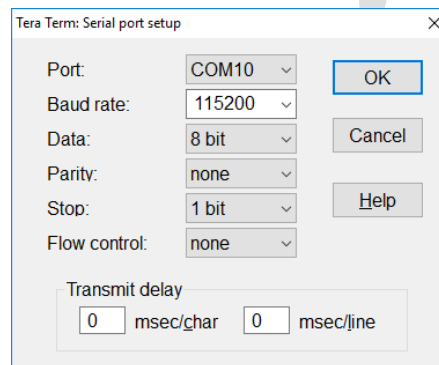 Tera Term: Serial port setup
Port: COM10
OK
Baud rate: 115200
Data: 8 bit
Cancel
Parity: none
Stop: 1 bit
Help
Flow control: none
Transmit delay
0 msec/char 0 msec/line